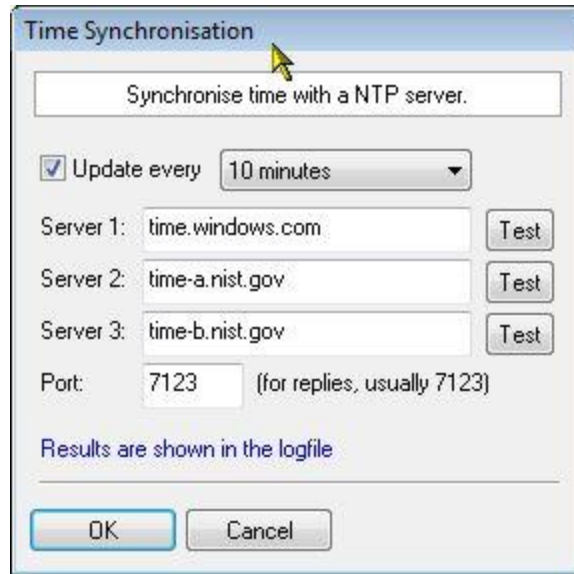 Time Synchronisation
Synchronise time with a NTP server.
Update every 10 minutes
Server 1: time.windows.com Test
Server 2: time-a.nist.gov Test
Server 3: time-b.nist.gov Test
Port: 7123 (for replies, usually 7123)
Results are shown in the logfile
OK Cancel